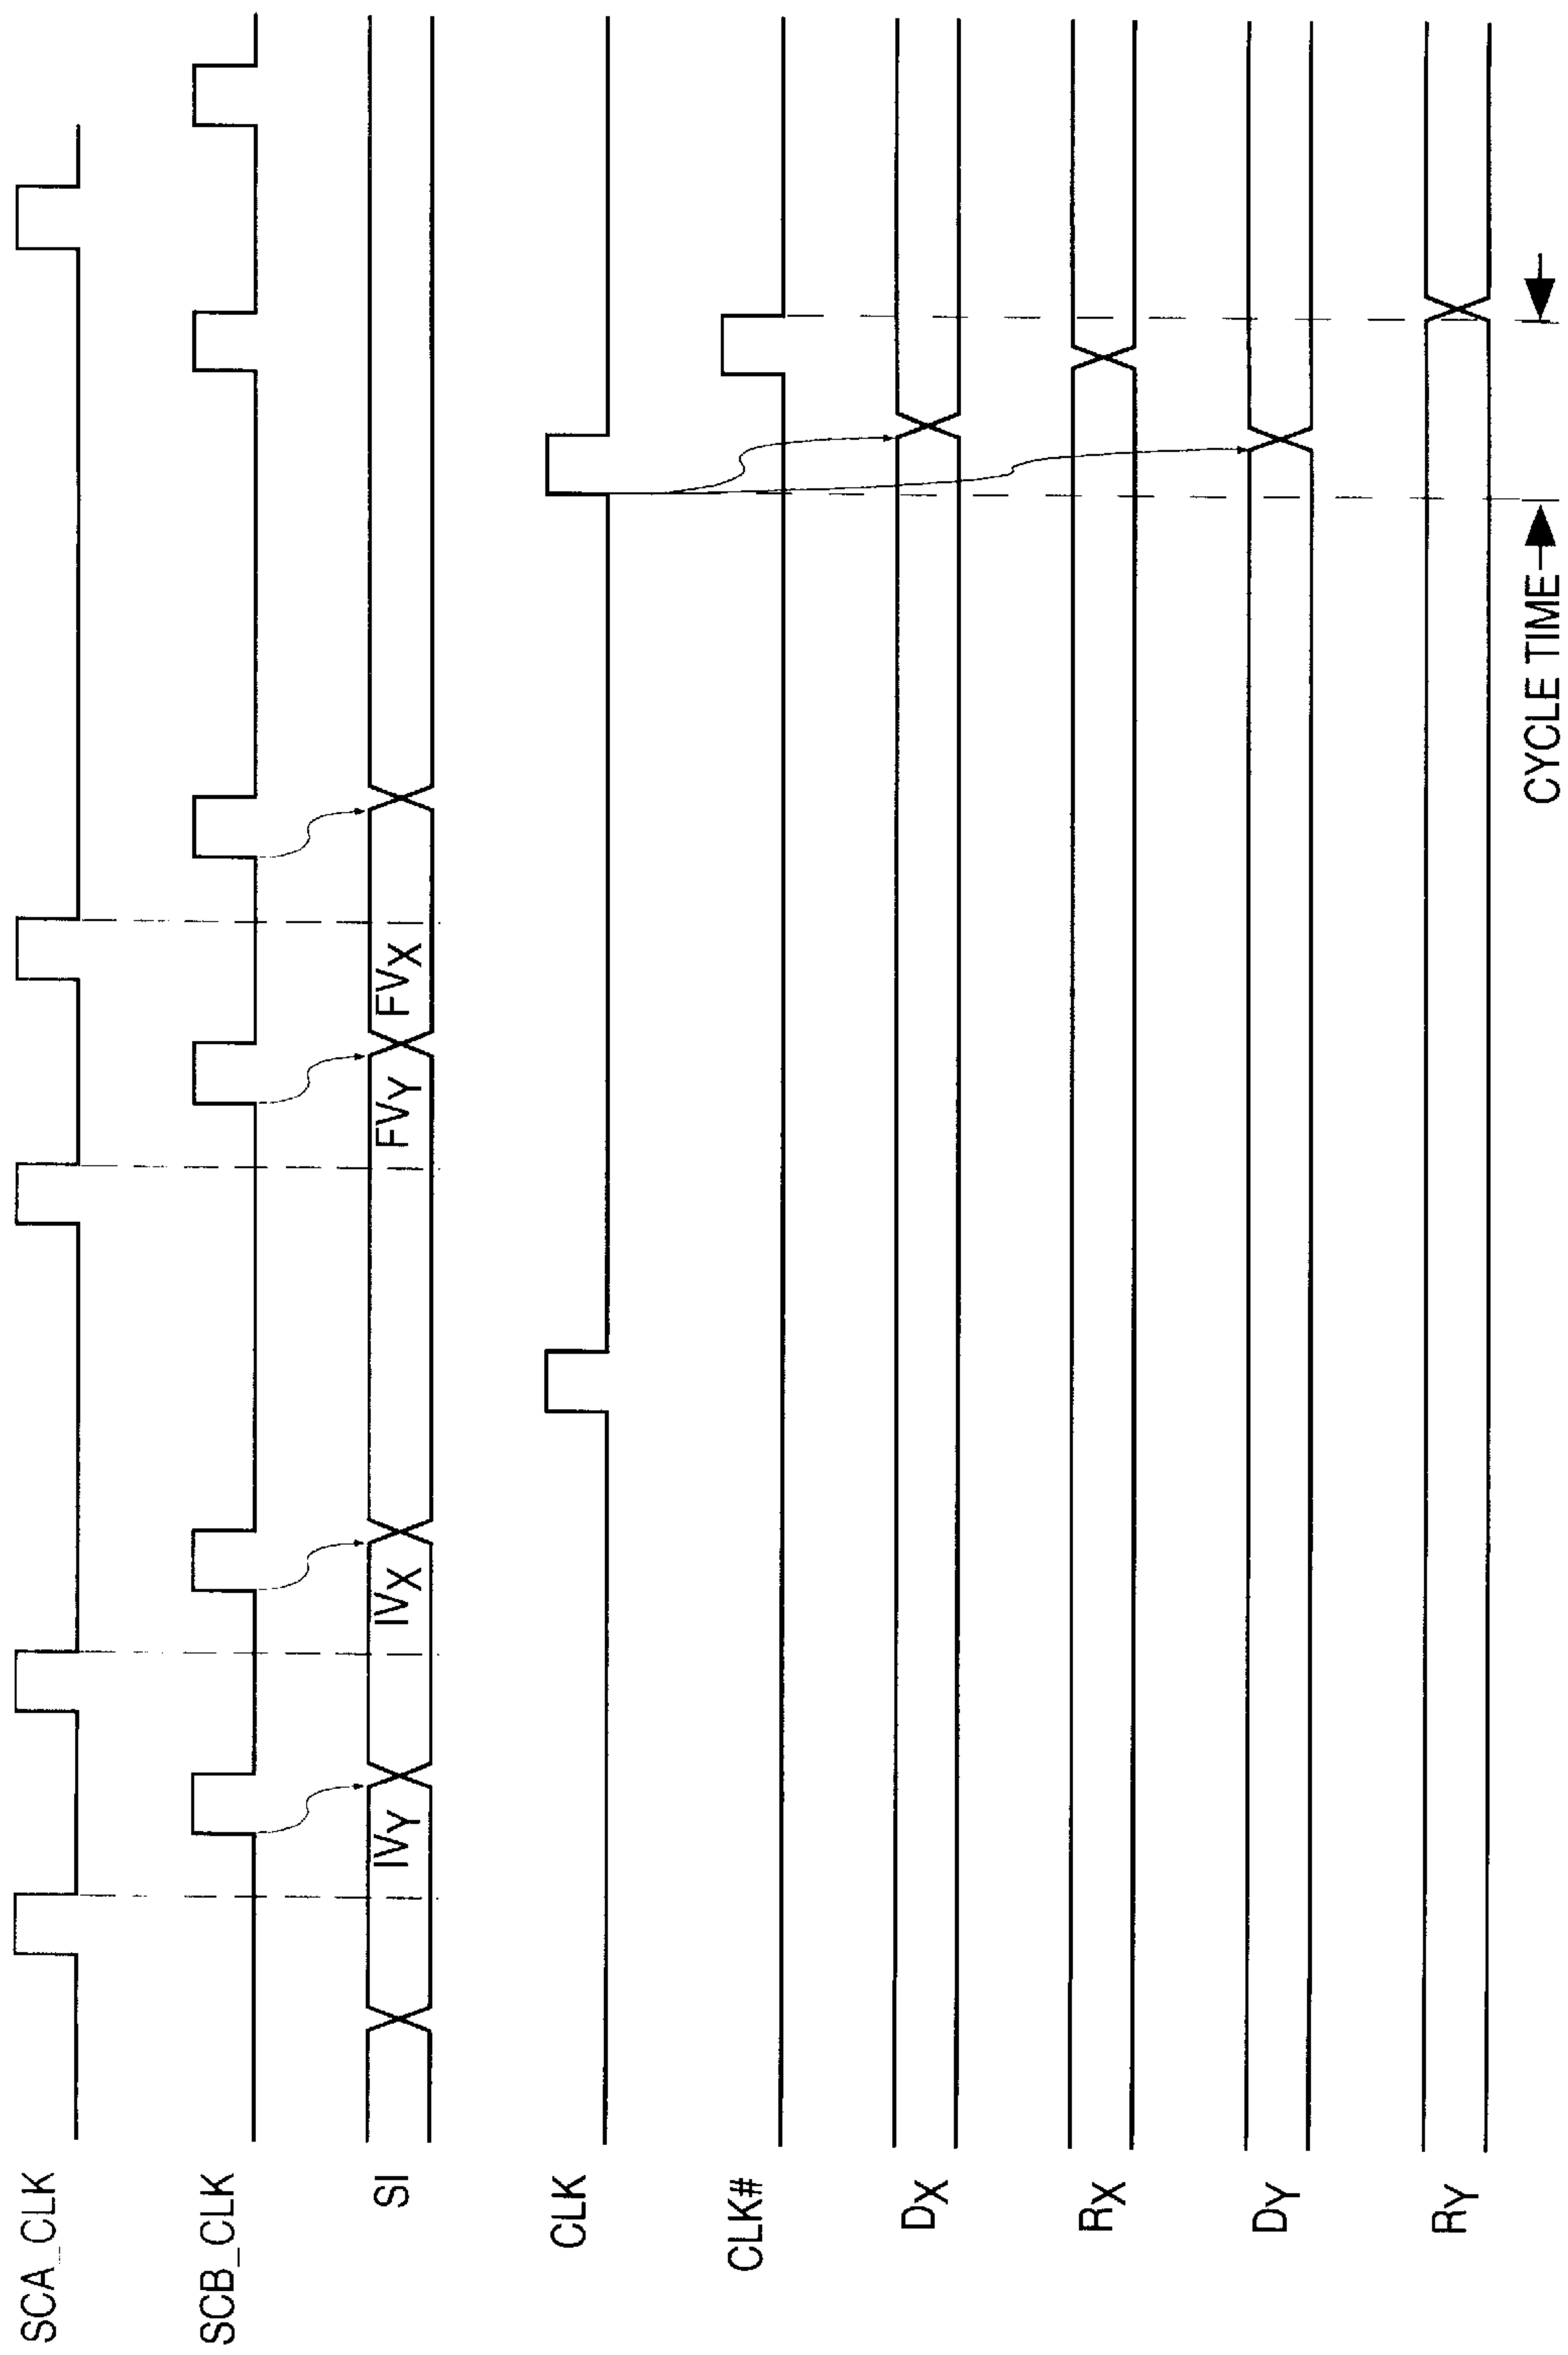 SCA_CLK
SCB_CLK
SI
IVY
IVX
FVY
FVX
CLK
CLK#
DX
RX
DY
RY
CYCLE TIME